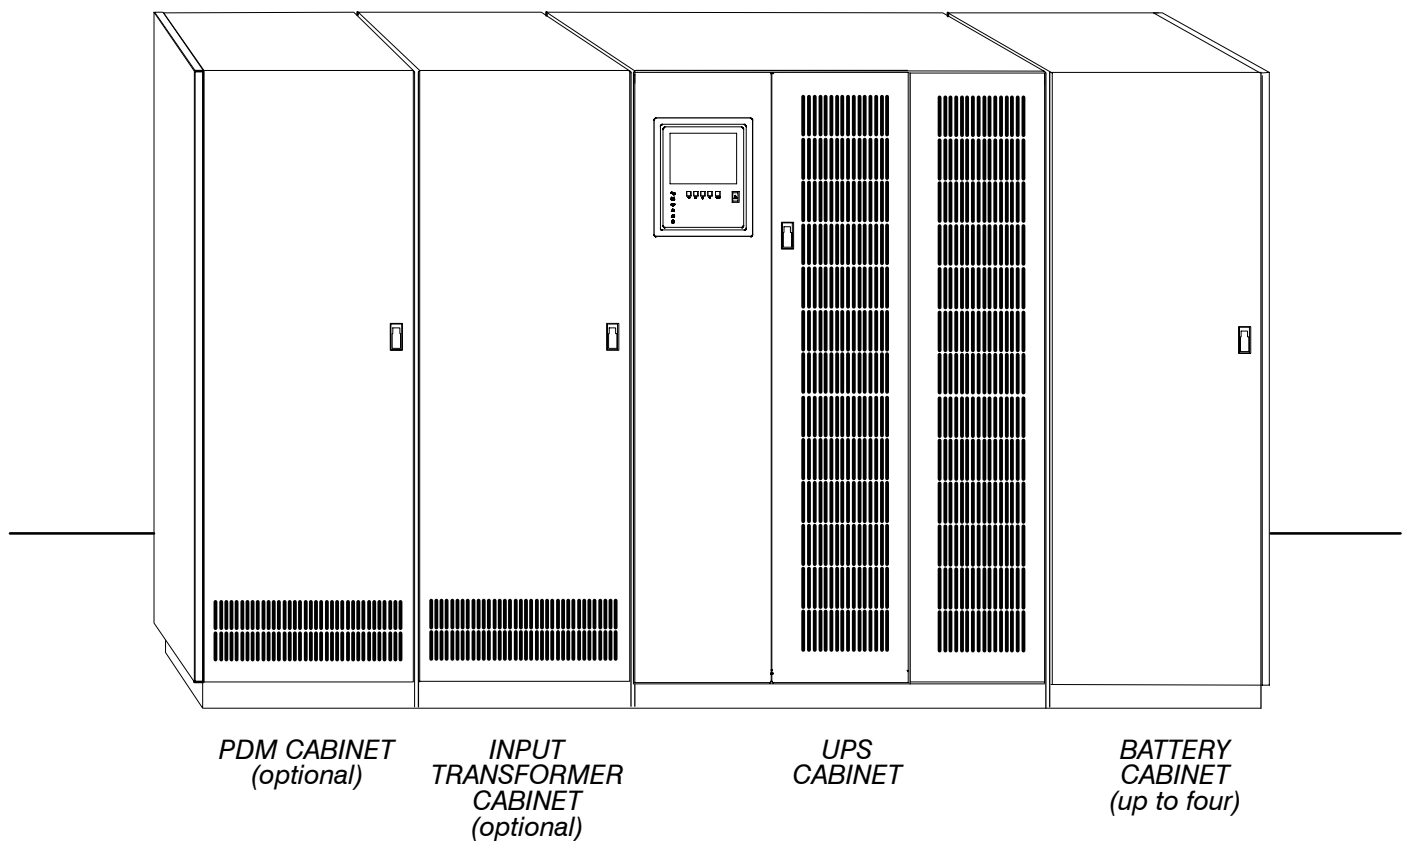 PDM CABINET
(optional)
INPUT
TRANSFORMER
CABINET
(optional)
UPS
CABINET
BATTERY
CABINET
(up to four)